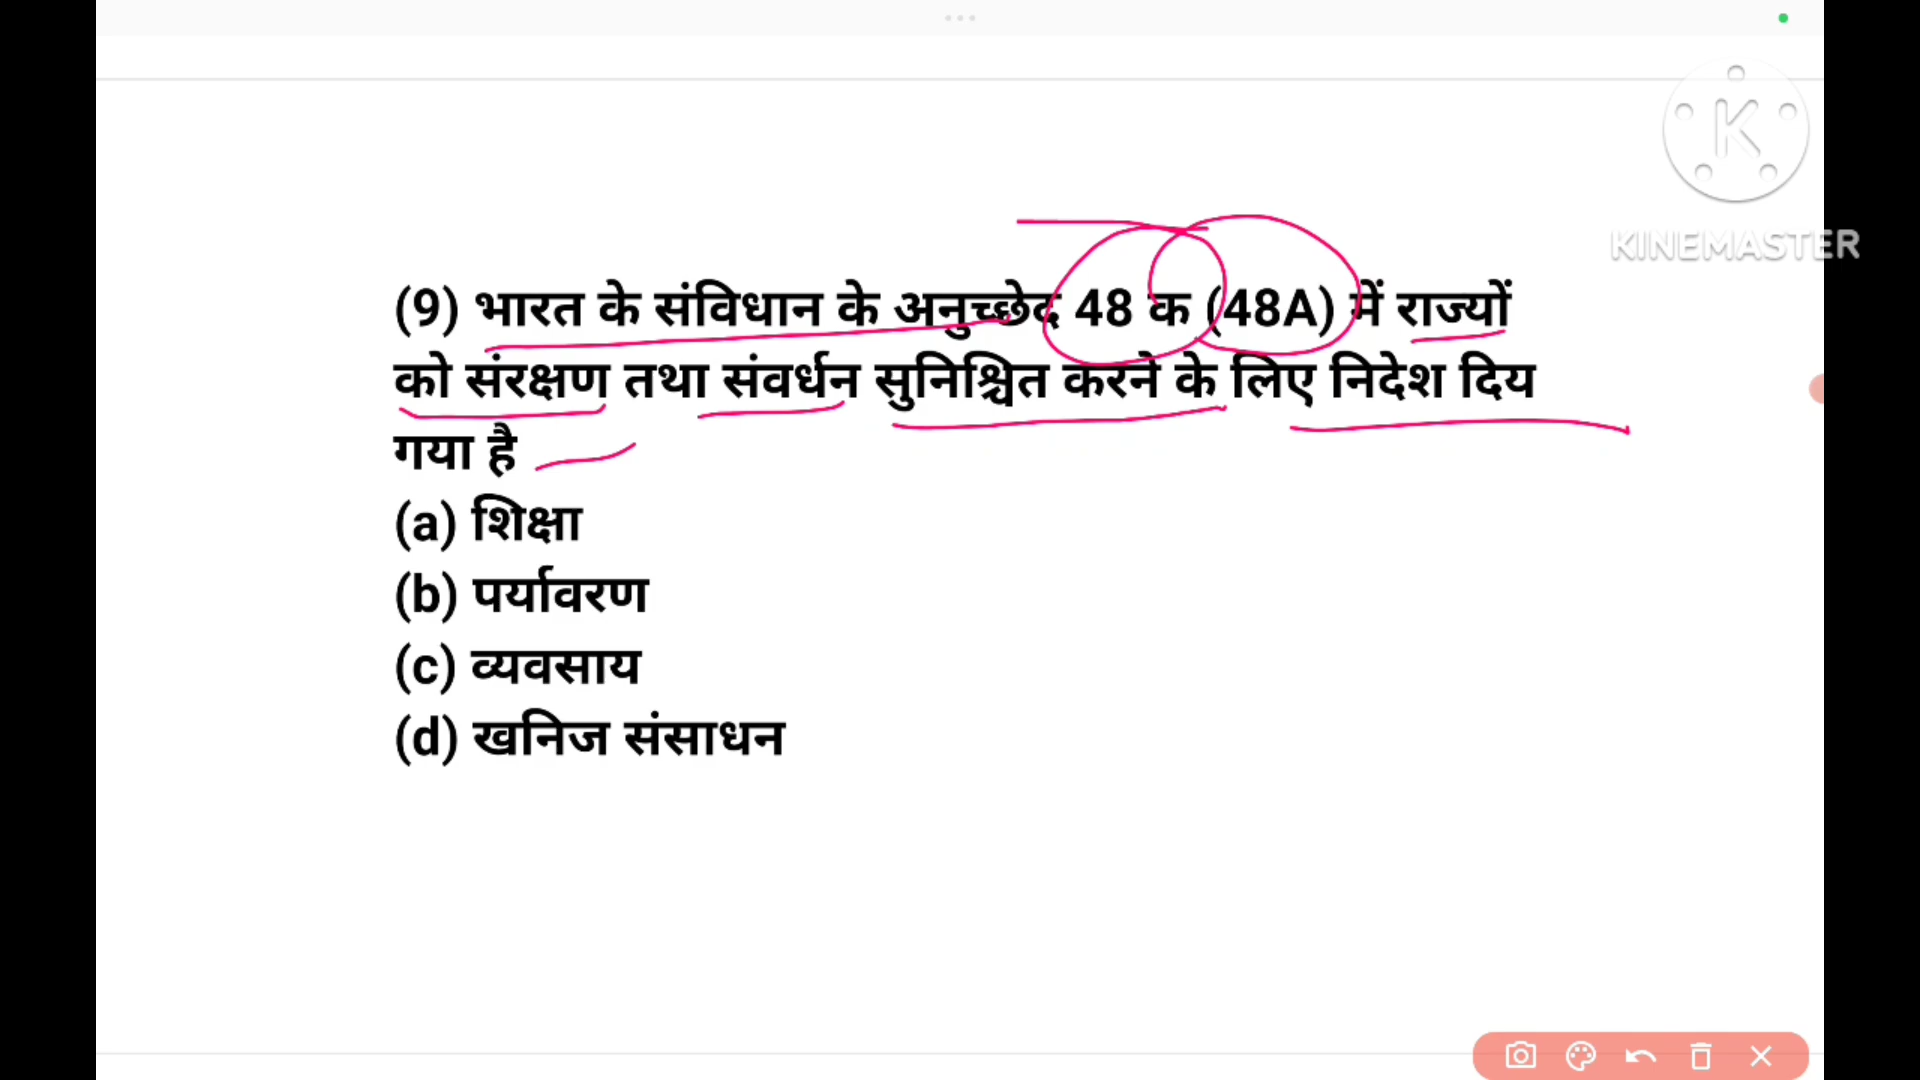 KINEMASTER
(9) भारत के संविधान के अनुच्छेद 48 क (48A) में राज्यों
को संरक्षण तथा संवर्धन सुनिश्चित करने के लिए निदेश दिय
गया है
(a) शिक्षा
(b) पर्यावरण
(c) व्यवसाय
(d) खनिज संसाधन